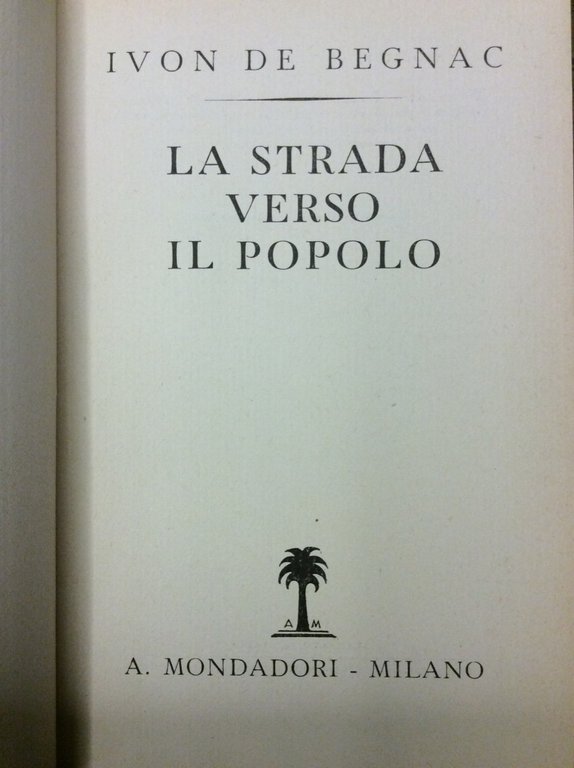 IVON DE BEGNAC
LA STRADA
VERSO
IL POPOLO
A M
A. MONDADORI - MILANO